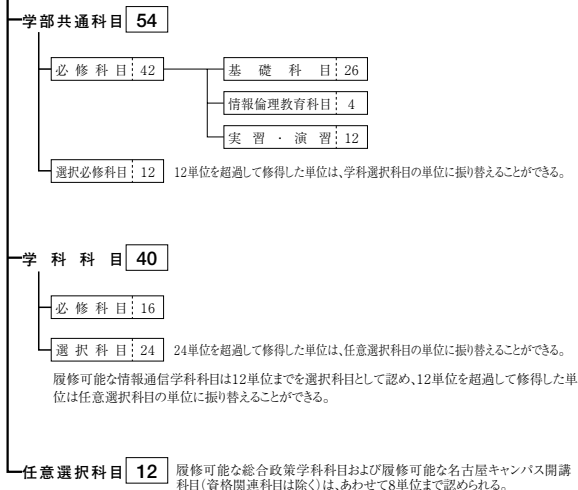 学部共通科目 54
必修科目 42
基礎科目 26
情報倫理教育科目 4
実習・演習 12
選択必修科目 12 12単位を超過して修得した単位は、学科選択科目の単位に振り替えることができる。
学科科目 40
必修科目 16
選択科目 24 24単位を超過して修得した単位は、任意選択科目の単位に振り替えることができる。
履修可能な情報通信学科科目は12単位までを選択科目として認め、12単位を超過して修得した単
位は任意選択科目の単位に振り替えることができる。
任意選択科目 12 履修可能な総合政策学科科目および履修可能な名古屋キャンパス開講
科目(資格関連科目は除く)は、あわせて8単位まで認められる。